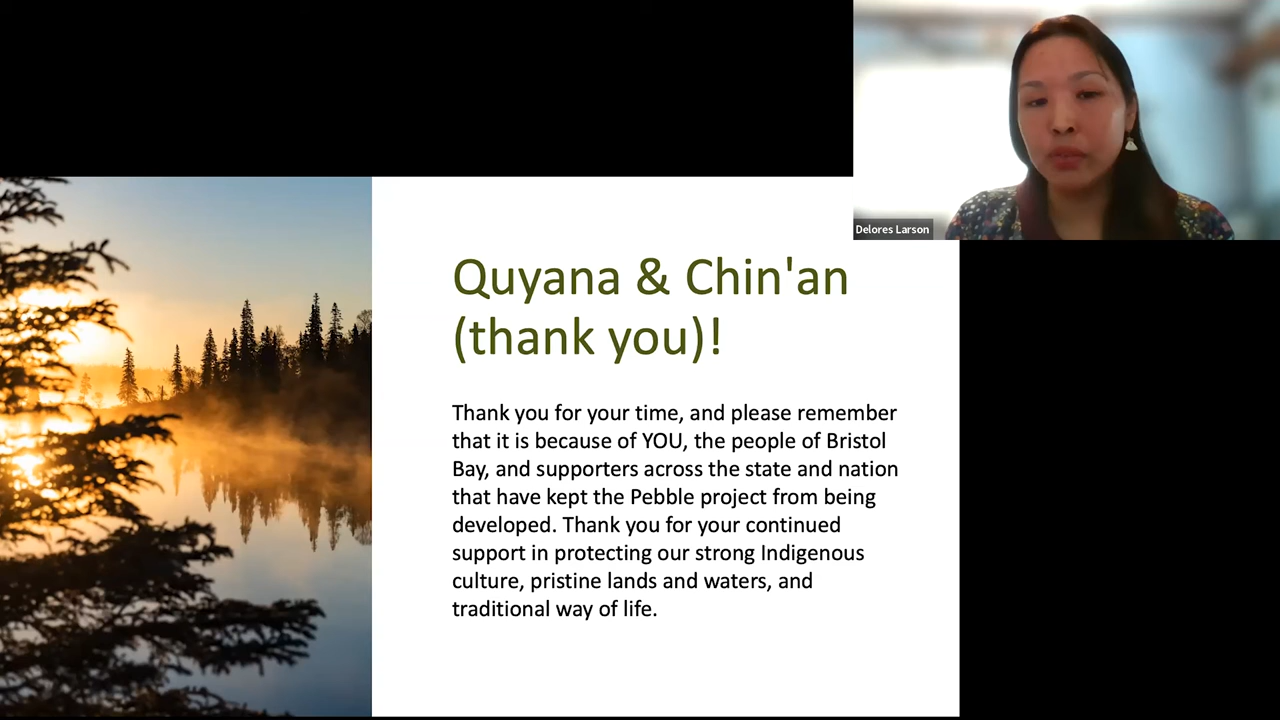 Delores Larson
Quyana & Chin'an
(thank you)!
Thank you for your time, and please remember
that it is because of YOU, the people of Bristol
Bay, and supporters across the state and nation
that have kept the Pebble project from being
developed. Thank you for your continued
support in protecting our strong Indigenous
culture, pristine lands and waters, and
traditional way of life.